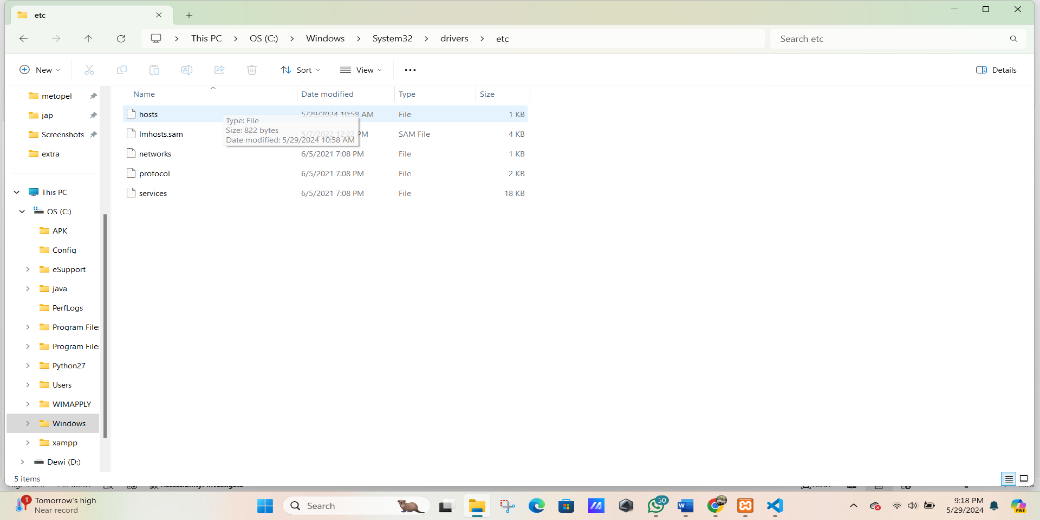 etc
This PC
OS (C:)
Windows
System32
drivers
etc
Search etc
New
Sort
View
Details
metopel
jap
Screenshots
extra
This PC
OS (C:)
APK
Config
eSupport
java
PerfLogs
Program Files
Program Files
Python27
Users
WIMAPPLY
Windows
xampp
Dewi (D:)
Name Date modified Type Size
hosts 5/29/2024 10:58 AM File 1 KB
Type: File
Size: 822 bytes
Date modified: 5/29/2024 10:58 AM
lmhosts.sam PM SAM File 4 KB
networks 6/5/2021 7:08 PM File 1 KB
protocol 6/5/2021 7:08 PM File 2 KB
services 6/5/2021 7:08 PM File 18 KB
5 items
Accessibility: Investigate
1
Tomorrow's high
Near record
Search
50
9:18 PM
5/29/2024
PRE